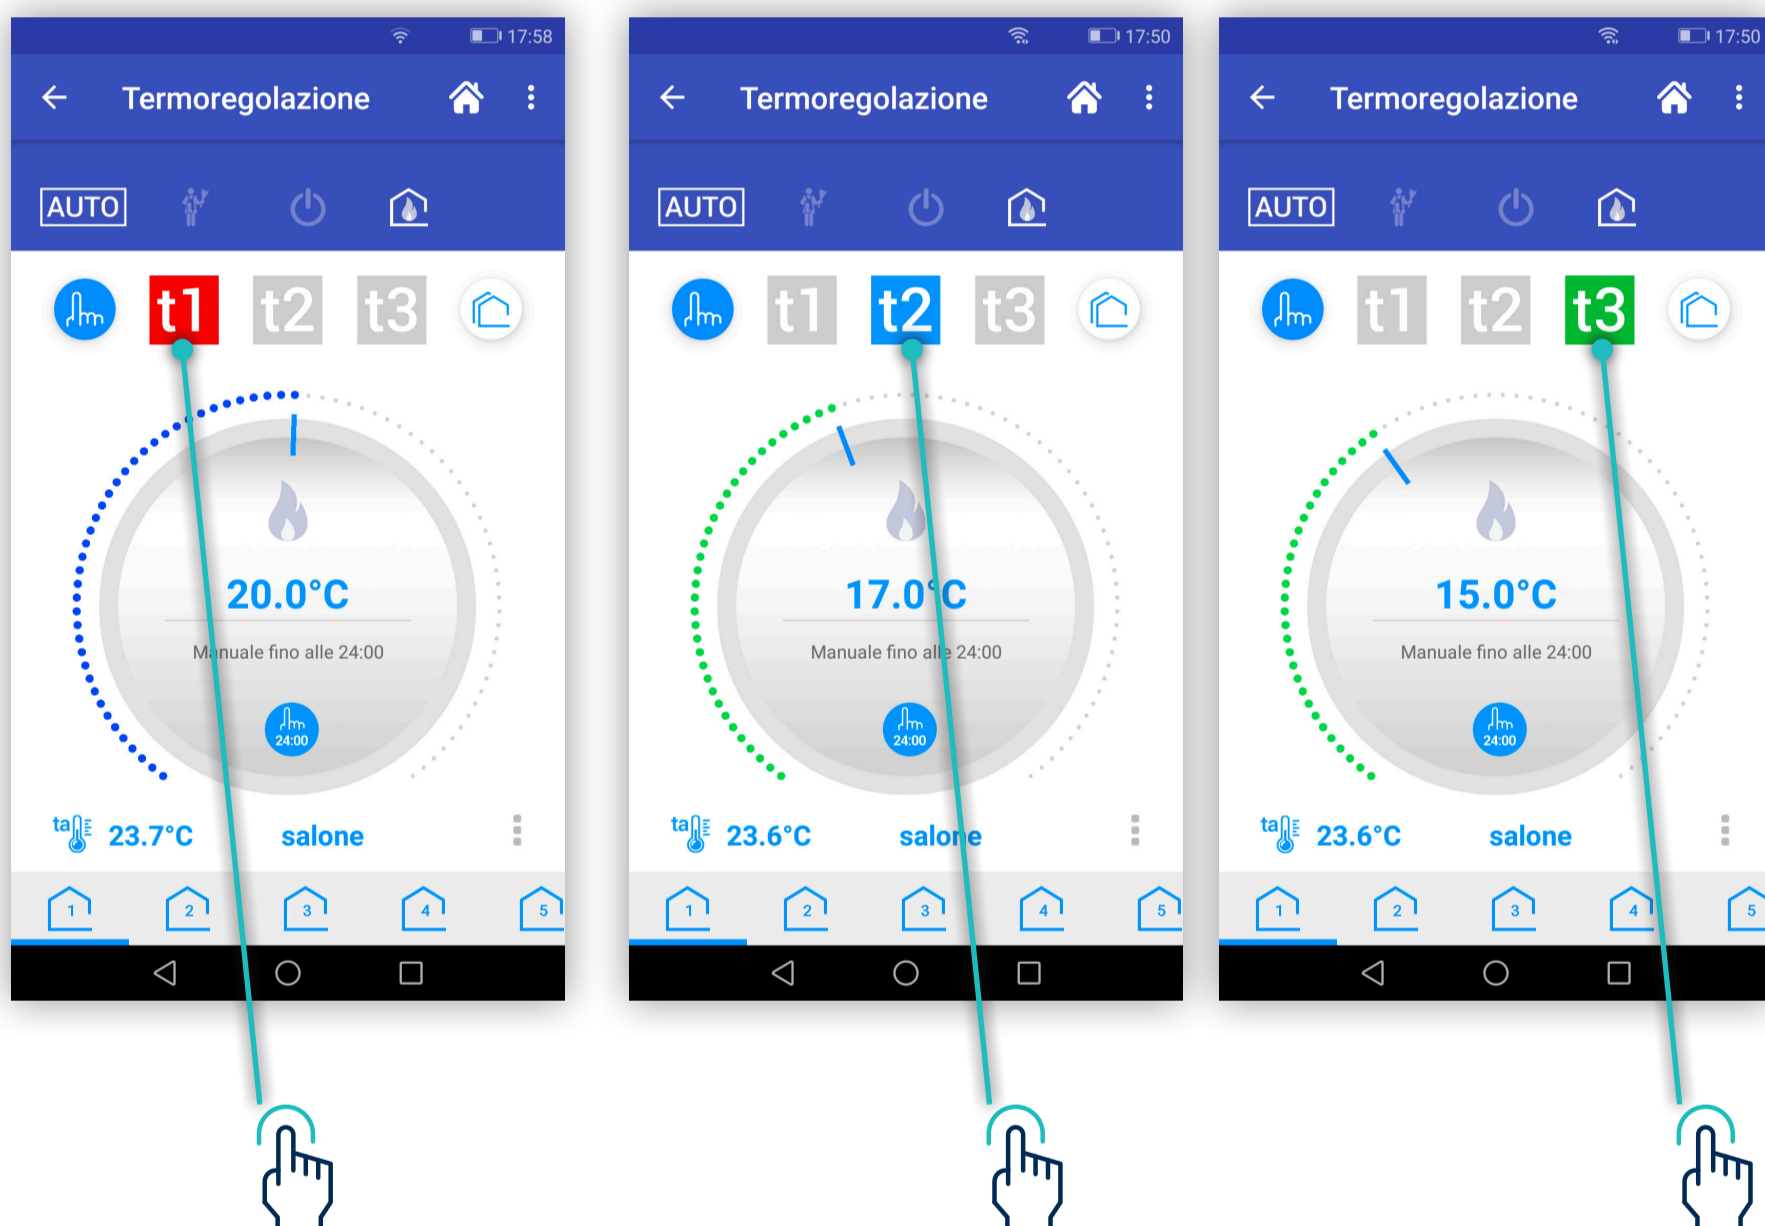 17:58
Termoregolazione
AUTO
t1 t2 t3
20.0°C
Manuale fino alle 24:00
24:00
ta 23.7°C salone
1 2 3 4 5
17:50
Termoregolazione
AUTO
t1 t2 t3
17.0°C
Manuale fino alle 24:00
24:00
ta 23.6°C salone
1 2 3 4 5
17:50
Termoregolazione
AUTO
t1 t2 t3
15.0°C
Manuale fino alle 24:00
24:00
ta 23.6°C salone
1 2 3 4 5